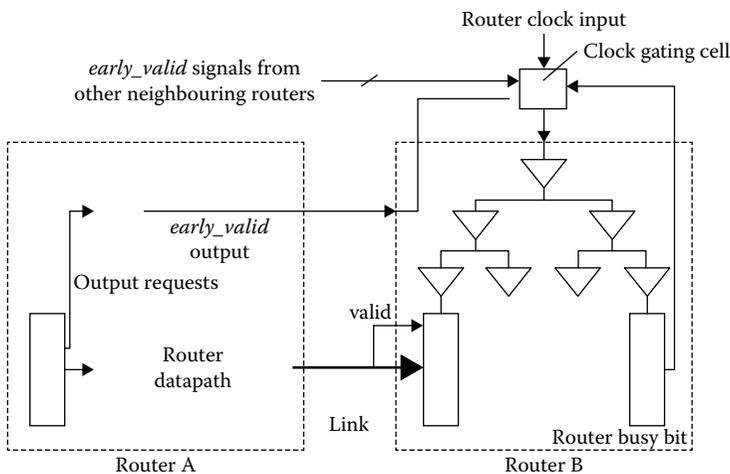 Router clock input
Clock gating cell
early_valid signals from
other neighbouring routers
early_valid
output
Output requests
valid
Router
datapath
Link
Router busy bit
Router A
Router B